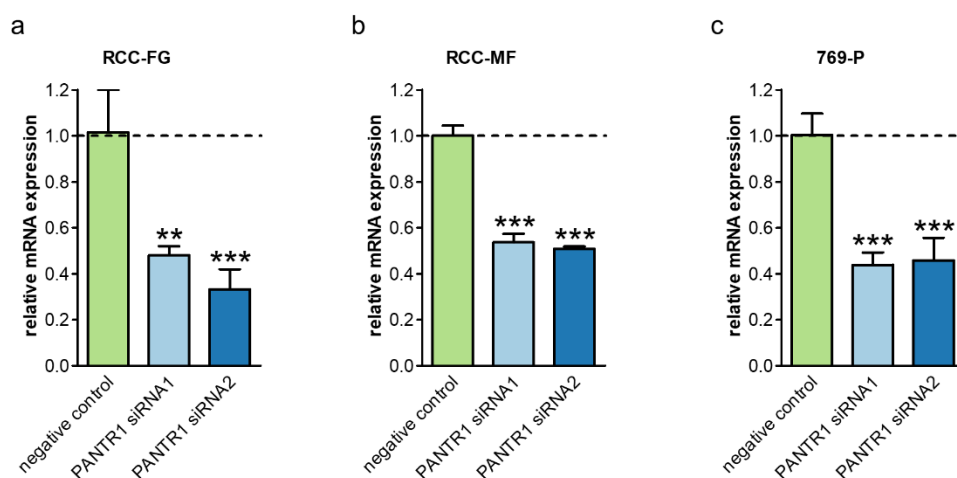 a
RCC-FG
relative mRNA expression
1.2
1.0
0.8
0.6
0.4
0.2
0.0
**
***
negative control
PANTR1 siRNA1
PANTR1 siRNA2
b
RCC-MF
relative mRNA expression
1.2
1.0
0.8
0.6
0.4
0.2
0.0
***
***
negative control
PANTR1 siRNA1
PANTR1 siRNA2
c
769-P
relative mRNA expression
1.2
1.0
0.8
0.6
0.4
0.2
0.0
***
***
negative control
PANTR1 siRNA1
PANTR1 siRNA2